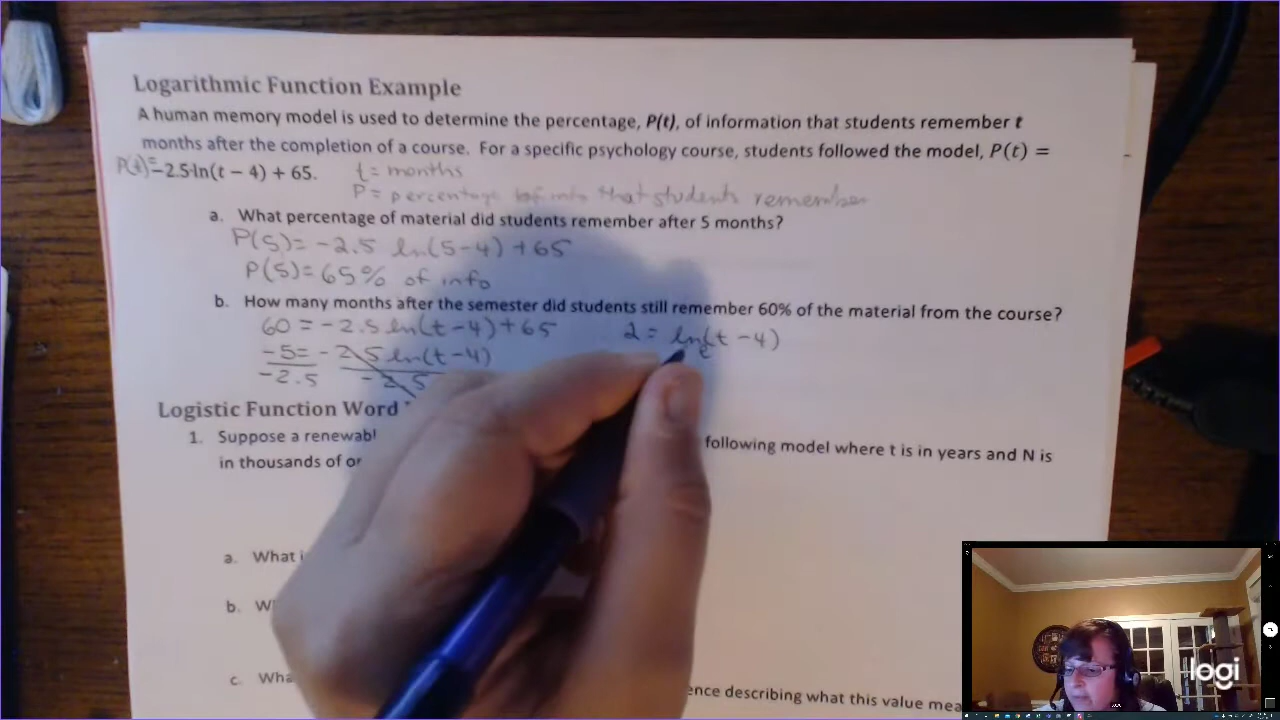 Logarithmic Function Example
A human memory model is used to determine the percentage, P(t), of information that students remember t
months after the completion of a course. For a specific psychology course, students followed the model, P(t) =
P(t)= -2.5·ln(t − 4) + 65. t = months
P = percentage info that students remember
a. What percentage of material did students remember after 5 months?
P(5) = -2.5 ln(5-4) + 65
P(5) = 65% of info
b. How many months after the semester did students still remember 60% of the material from the course?
60 = -2.5 ln(t-4) + 65 2 = ln(t-4)
-5 = -2.5 ln(t-4) e
-2.5 -2.5
Logistic Function Word
1. Suppose a following model where t is in years and N is
in thousands of
a. What
b.
c.
describing what this value
logi